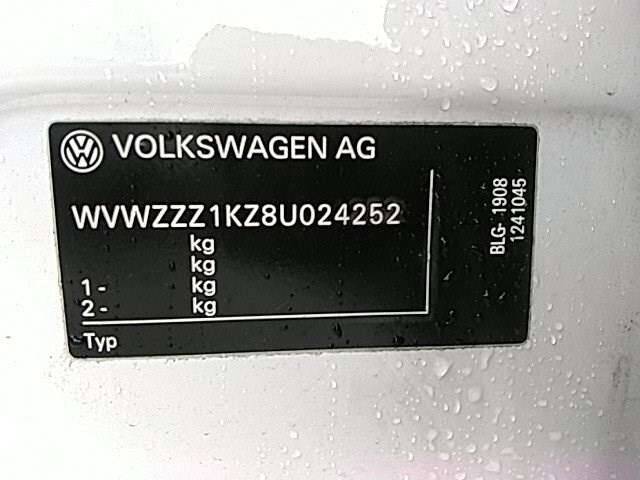 VOLKSWAGEN AG
WVWZZZ1KZ8U024252
kg
kg
1 - kg
2 - kg
Typ
BLG- 1908
1241045